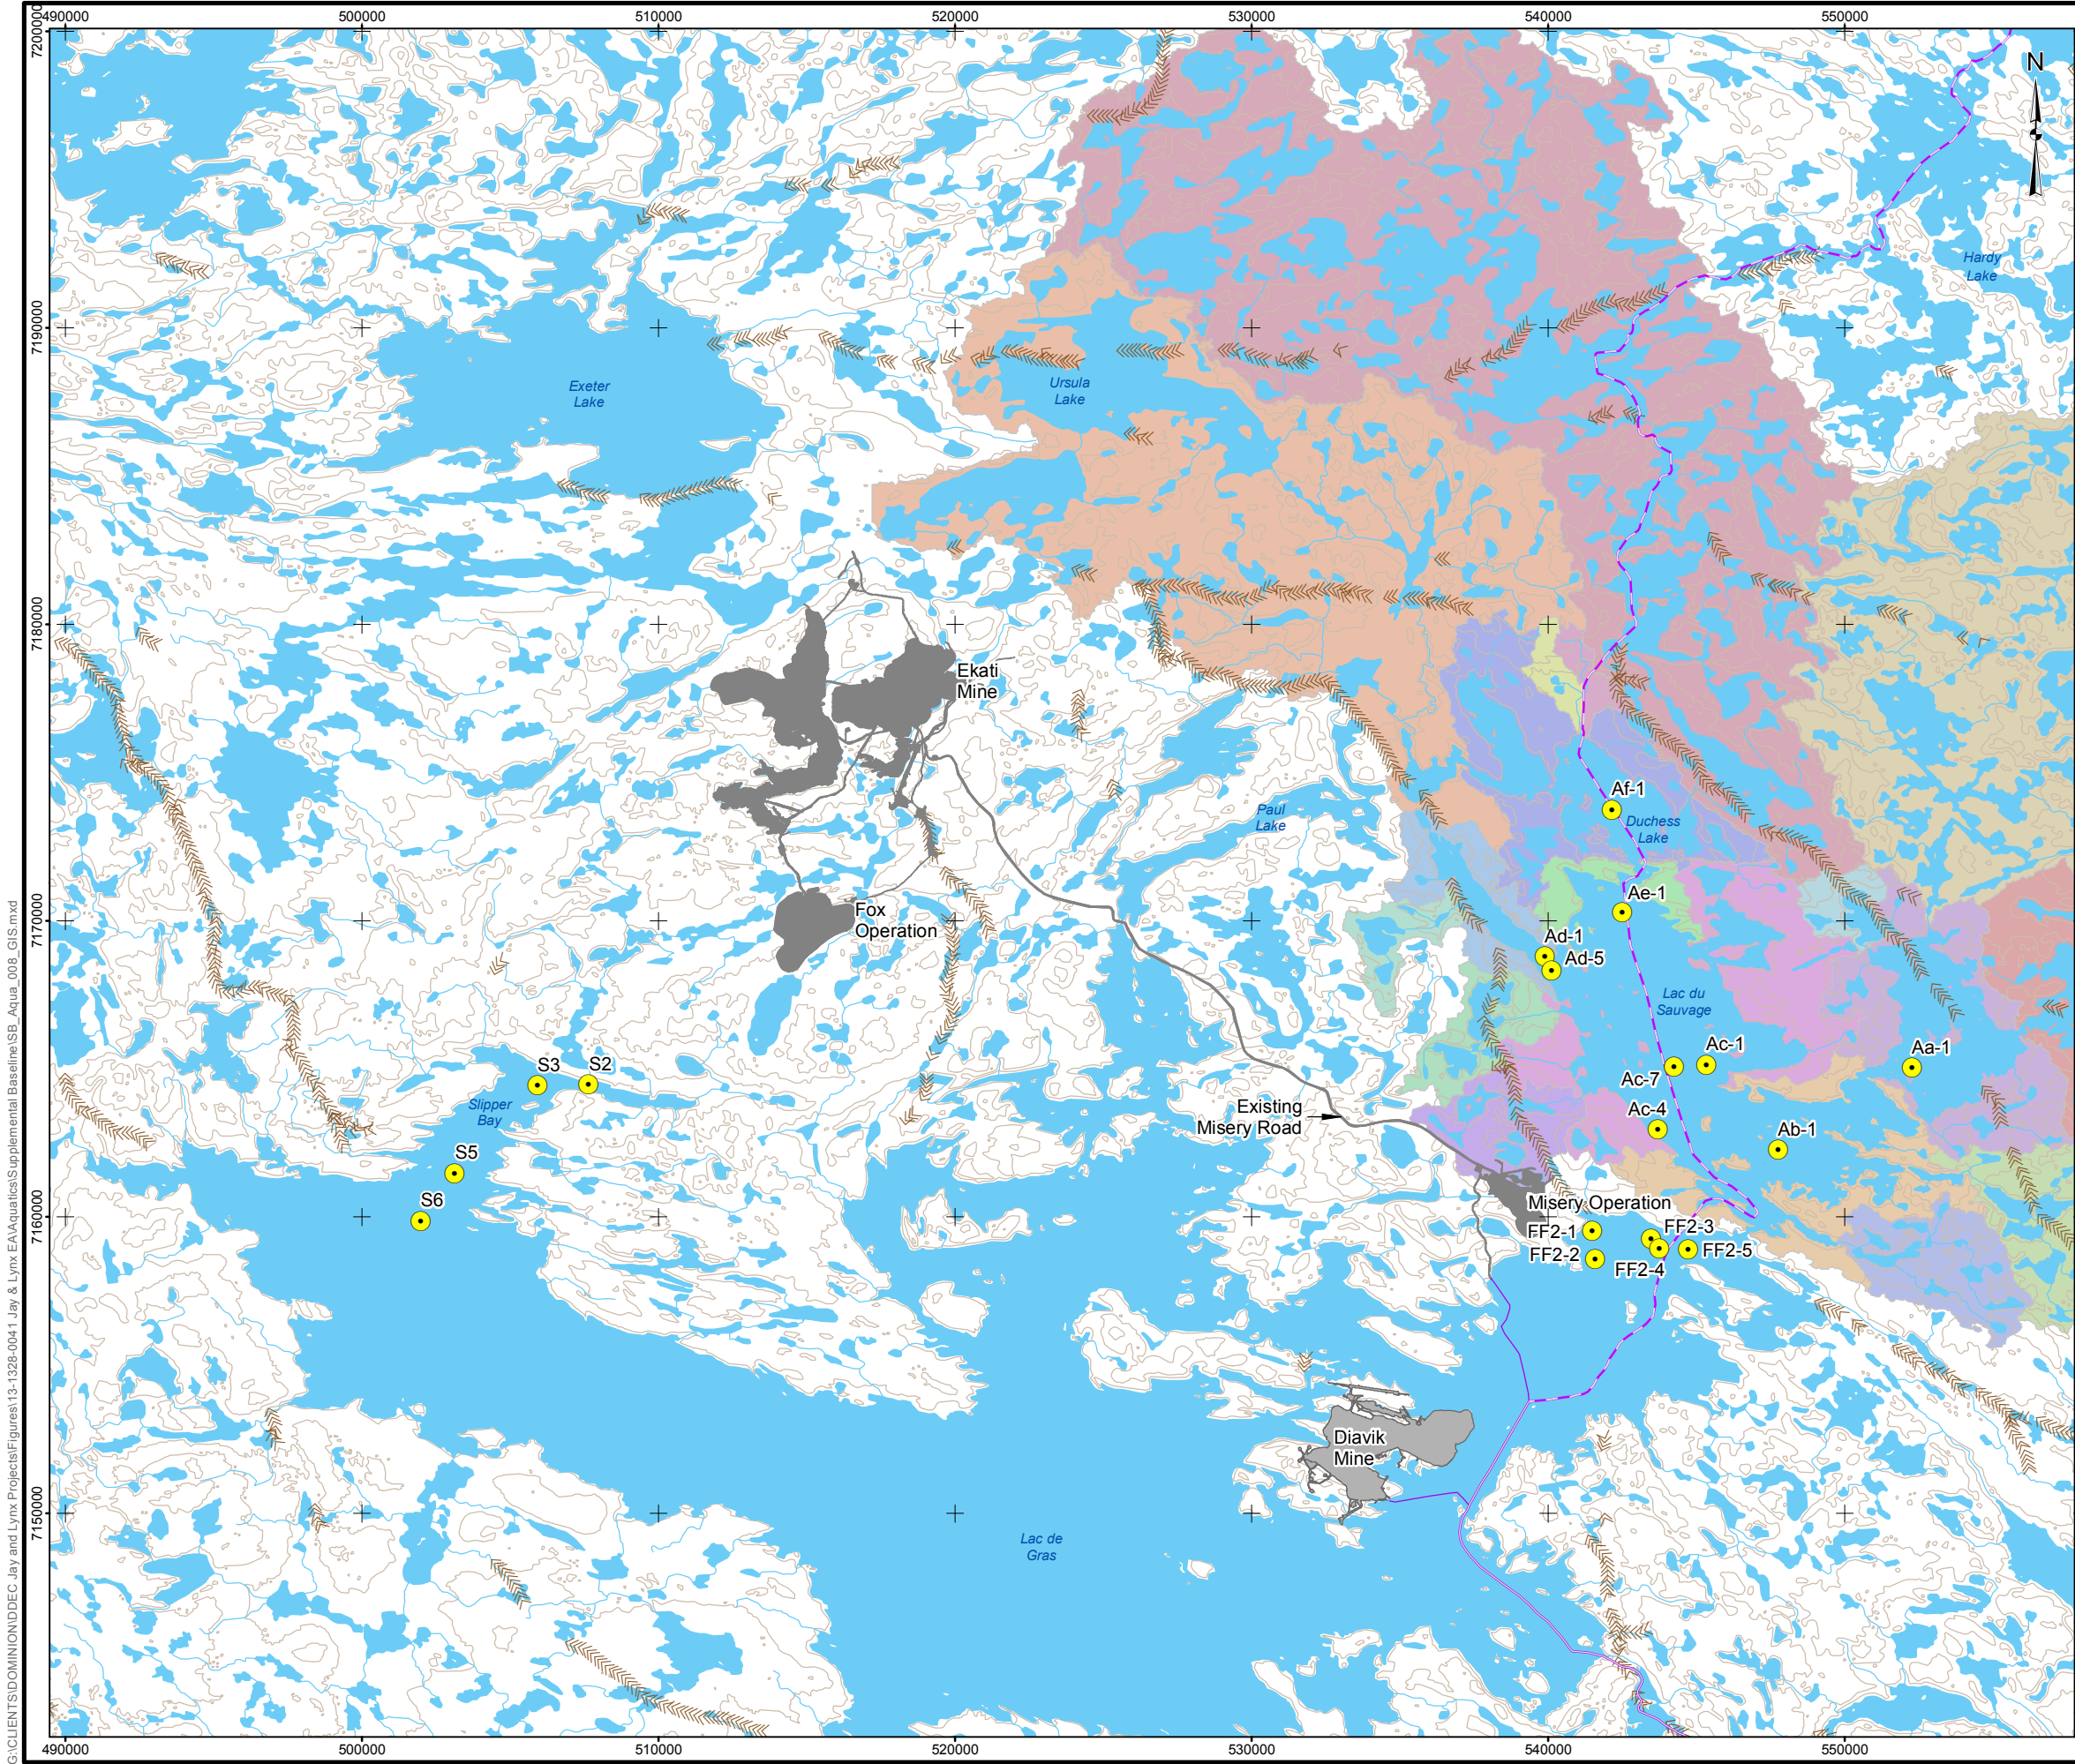 490000 500000 510000 520000 530000 540000 550000
7200000
N
Hardy
Lake
7190000
Exeter
Lake
Ursula
Lake
7180000
Ekati
Mine
Af-1
Paul
Lake
Duchess
Lake
Ae-1
7170000
Fox
Operation
Ad-1
Ad-5
Lac du
Sauvage
Ac-1
Aa-1
S3
S2
Ac-7
Slipper
Bay
Existing
Misery Road
Ac-4
Ab-1
S5
S6
7160000
Misery Operation
FF2-1
FF2-3
FF2-2
FF2-5
FF2-4
Diavik
Mine
7150000
Lac de
Gras
490000 500000 510000 520000 530000 540000 550000
G:\CLIENTS\DOMINION\DDEC Jay and Lynx Projects\Figures\13-1328-0041 Jay & Lynx EA\Aquatics\Supplemental Baseline\SB_Aqua_008_GIS.mxd